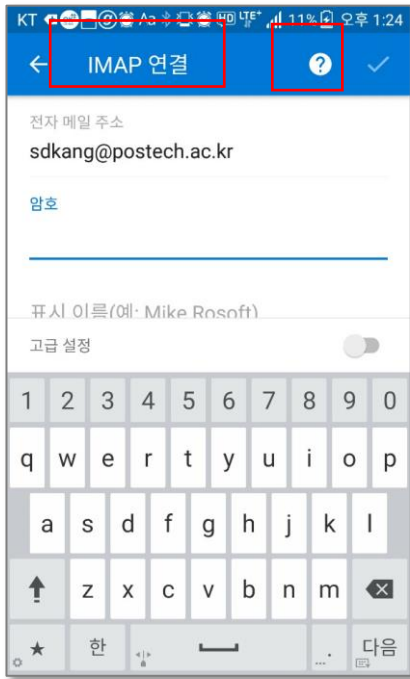 KT LTE+ 11% 오후 1:24
IMAP 연결 ?
전자 메일 주소
sdkang@postech.ac.kr
암호
표시 이름(예: Mike Rosoft)
고급 설정
1 2 3 4 5 6 7 8 9 0
q w e r t y u i o p
a s d f g h j k l
z x c v b n m
한 . 다음